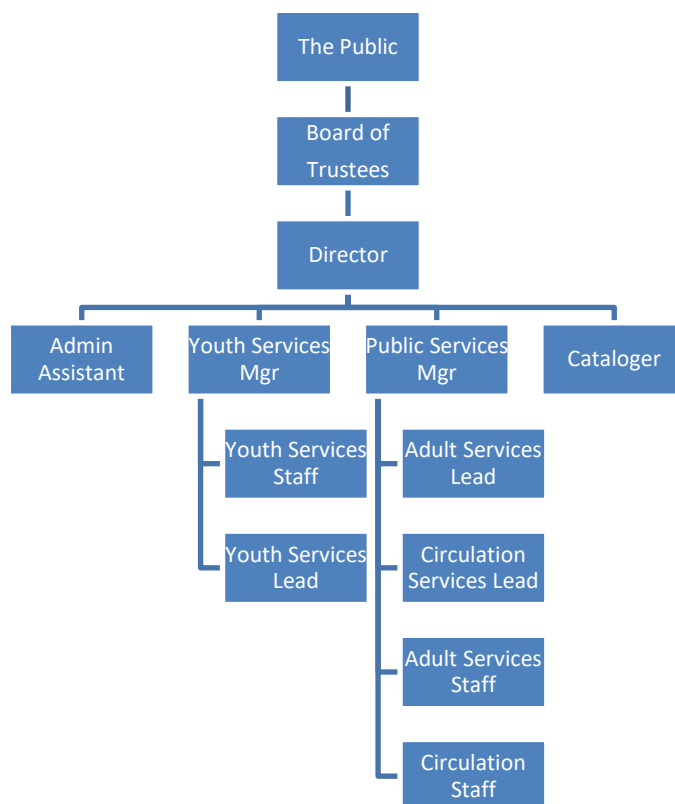 The Public
Board of
Trustees
Director
Admin
Assistant
Youth Services
Mgr
Public Services
Mgr
Cataloger
Youth Services
Staff
Youth Services
Lead
Adult Services
Lead
Circulation
Services Lead
Adult Services
Staff
Circulation
Staff